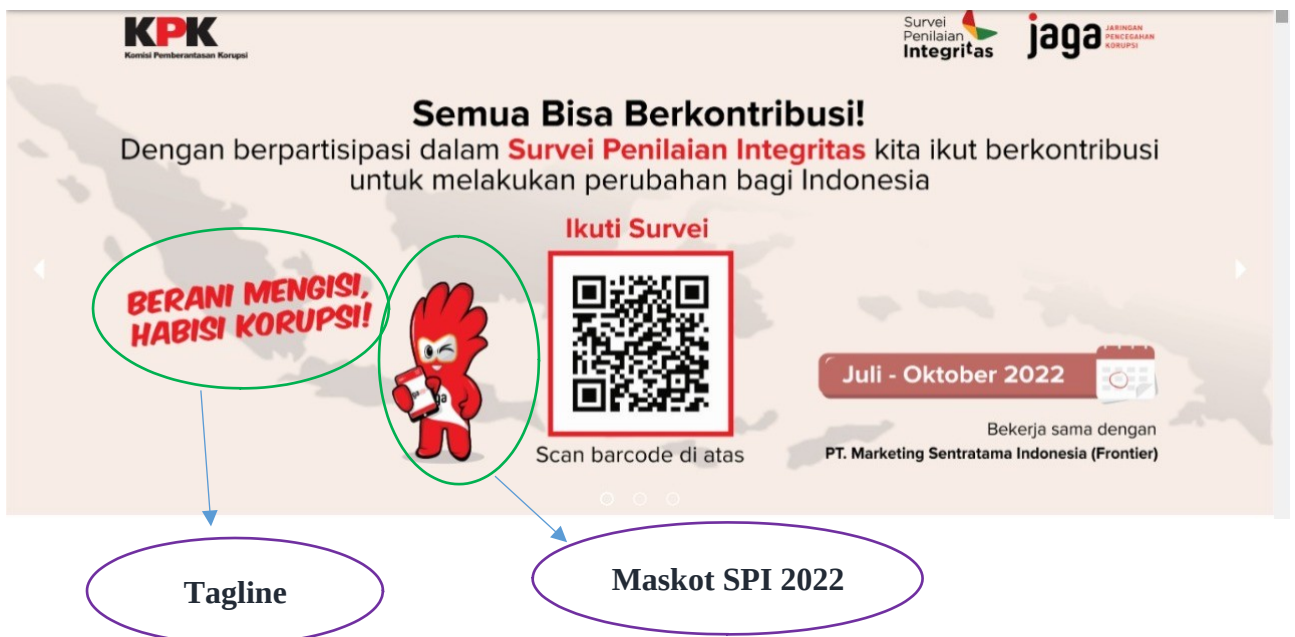 KPK
Komisi Pemberantasan Korupsi
Survei
Penilaian
Integritas
jaga JARINGAN
PENCEGAHAN
KORUPSI
Semua Bisa Berkontribusi!
Dengan berpartisipasi dalam Survei Penilaian Integritas kita ikut berkontribusi
untuk melakukan perubahan bagi Indonesia
Ikuti Survei
BERANI MENGISI,
HABISI KORUPSI!
Juli - Oktober 2022
Scan barcode di atas
Bekerja sama dengan
PT. Marketing Sentratama Indonesia (Frontier)
Tagline
Maskot SPI 2022